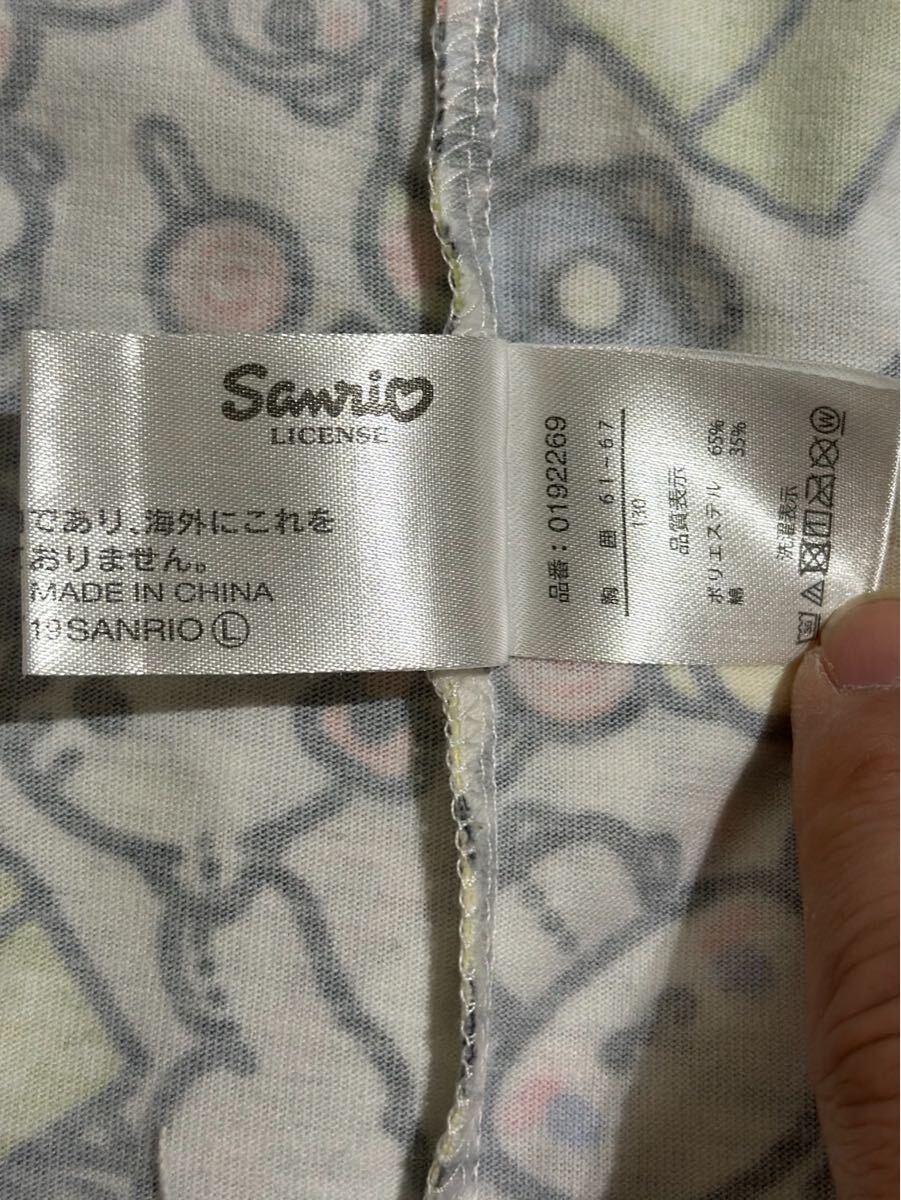 Sanrio
LICENSE
であり、海外にこれを
おりません。
MADE IN CHINA
19 SANRIO Ⓛ
品番：0192269
胸 囲 61-67
130
品質表示
ポリエステル 65%
綿 35%
洗濯表示
W